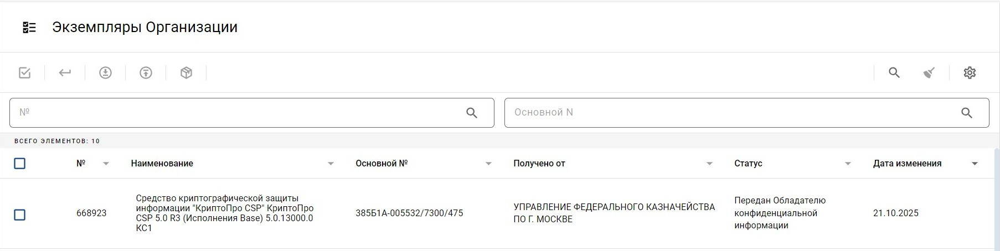 Экземпляры Организации
№
Основной N
ВСЕГО ЭЛЕМЕНТОВ: 10
№ Наименование Основной № Получено от Статус Дата изменения
668923
Средство криптографической защиты
информации "КриптоПро CSP" КриптоПро
CSP 5.0 R3 (Исполнения Base) 5.0.13000.0
КС1
385Б1А-005532/7300/475
УПРАВЛЕНИЕ ФЕДЕРАЛЬНОГО КАЗНАЧЕЙСТВА
ПО Г. МОСКВЕ
Передан Обладателю
конфиденциальной
информации
21.10.2025